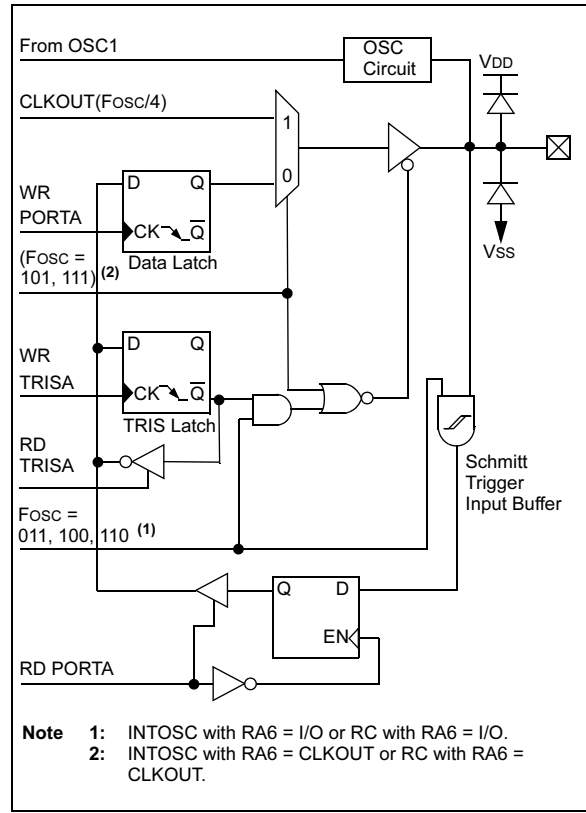 From OSC1
OSC
Circuit
VDD
CLKOUT(FOSC/4)
1
0
WR
PORTA
D
Q
CK
Q̅
Data Latch
VSS
(FOSC =
101, 111) (2)
WR
TRISA
D
Q
CK
Q̅
TRIS Latch
RD
TRISA
Schmitt
Trigger
Input Buffer
FOSC =
011, 100, 110 (1)
Q
D
EN
RD PORTA
Note 1: INTOSC with RA6 = I/O or RC with RA6 = I/O.
2: INTOSC with RA6 = CLKOUT or RC with RA6 =
CLKOUT.